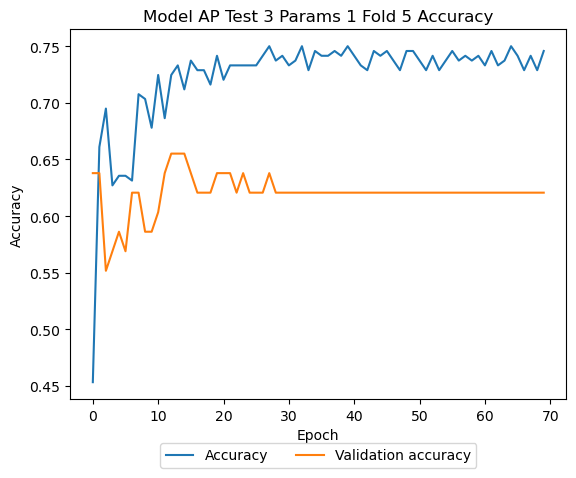 Model AP Test 3 Params 1 Fold 5 Accuracy
0.75
0.70
0.65
0.60
0.55
0.50
0.45
Accuracy
0 10 20 30 40 50 60 70
Epoch
Accuracy Validation accuracy